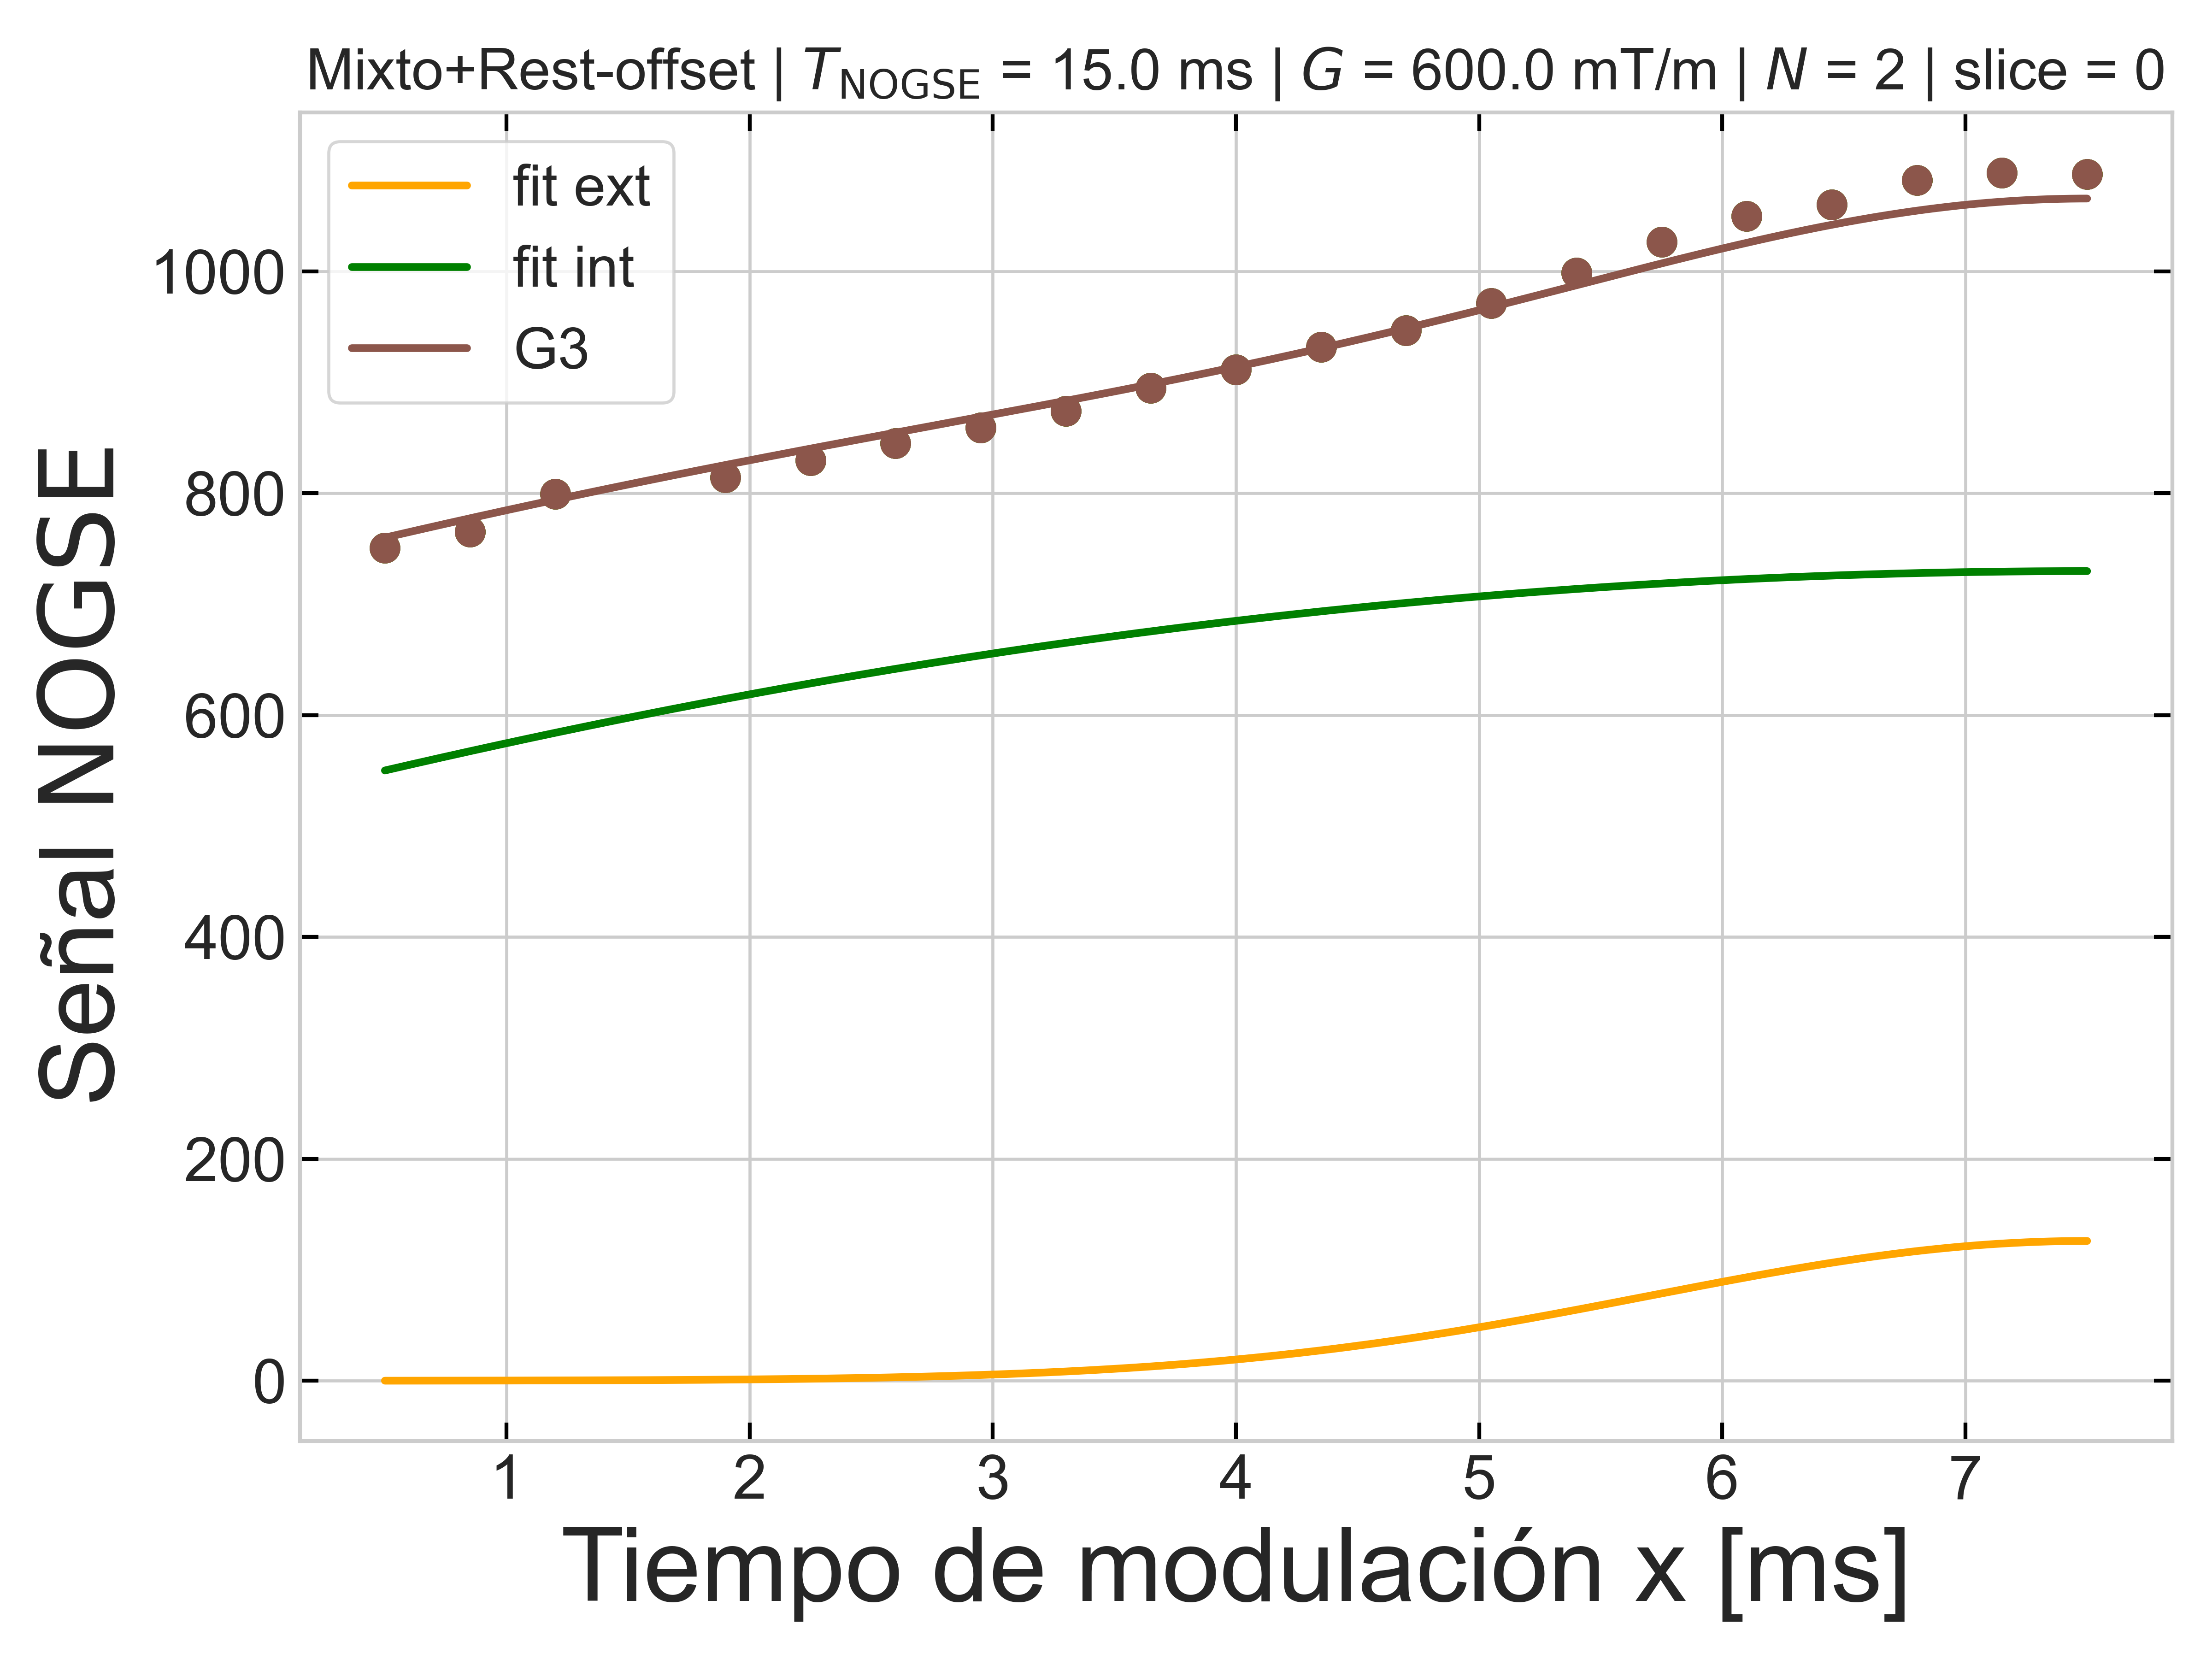 Mixto+Rest-offset | T_NOGSE = 15.0 ms | G = 600.0 mT/m | N = 2 | slice = 0
fit ext
fit int
G3
Señal NOGSE
1000
800
600
400
200
0
1 2 3 4 5 6 7
Tiempo de modulación x [ms]